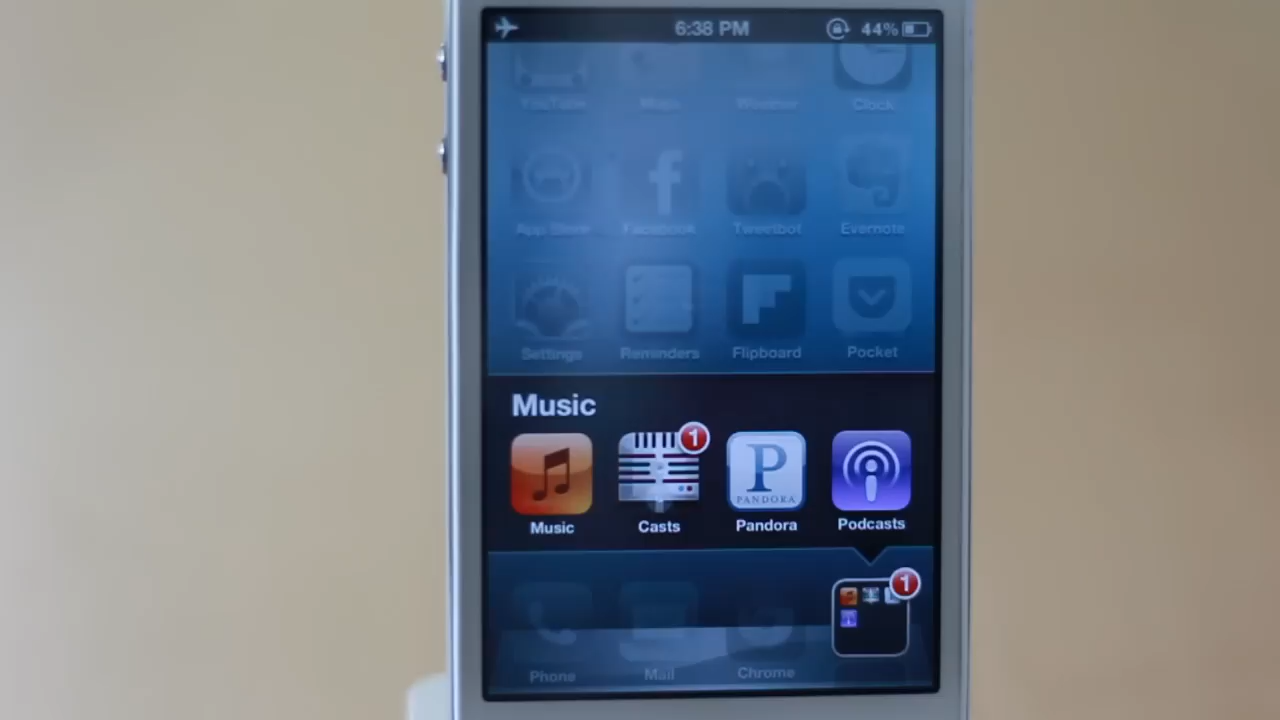 6:38 PM 44%
YouTube Maps Weather Clock
App Store Facebook Tweetbot Evernote
Settings Reminders Flipboard Pocket
Music
1
P
PANDORA
Music Casts Pandora Podcasts
1
Phone Mail Chrome